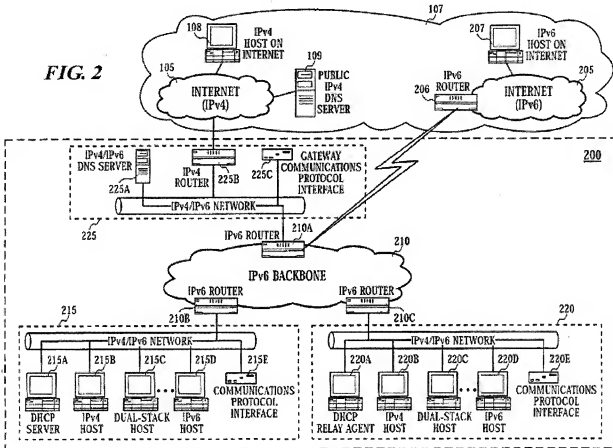 FIG. 2
107
108
IPv4
HOST ON
INTERNET
109
207
IPv6
HOST ON
INTERNET
105
INTERNET
(IPv4)
PUBLIC
IPv4
DNS
SERVER
IPv6
ROUTER
206
205
INTERNET
(IPv6)
200
IPv4/IPv6
DNS SERVER
225A
IPv4
ROUTER
225B
225C
GATEWAY
COMMUNICATIONS
PROTOCOL
INTERFACE
IPv4/IPv6 NETWORK
225
IPv6 ROUTER
210A
210
IPv6 BACKBONE
IPv6 ROUTER
210B
IPv6 ROUTER
210C
215
IPv4/IPv6 NETWORK
215A
215B
215C
215D
215E
DHCP
SERVER
IPv4
HOST
DUAL-STACK
HOST
IPv6
HOST
COMMUNICATIONS
PROTOCOL
INTERFACE
220
IPv4/IPv6 NETWORK
220A
220B
220C
220D
220E
DHCP
RELAY AGENT
IPv4
HOST
DUAL-STACK
HOST
IPv6
HOST
COMMUNICATIONS
PROTOCOL
INTERFACE